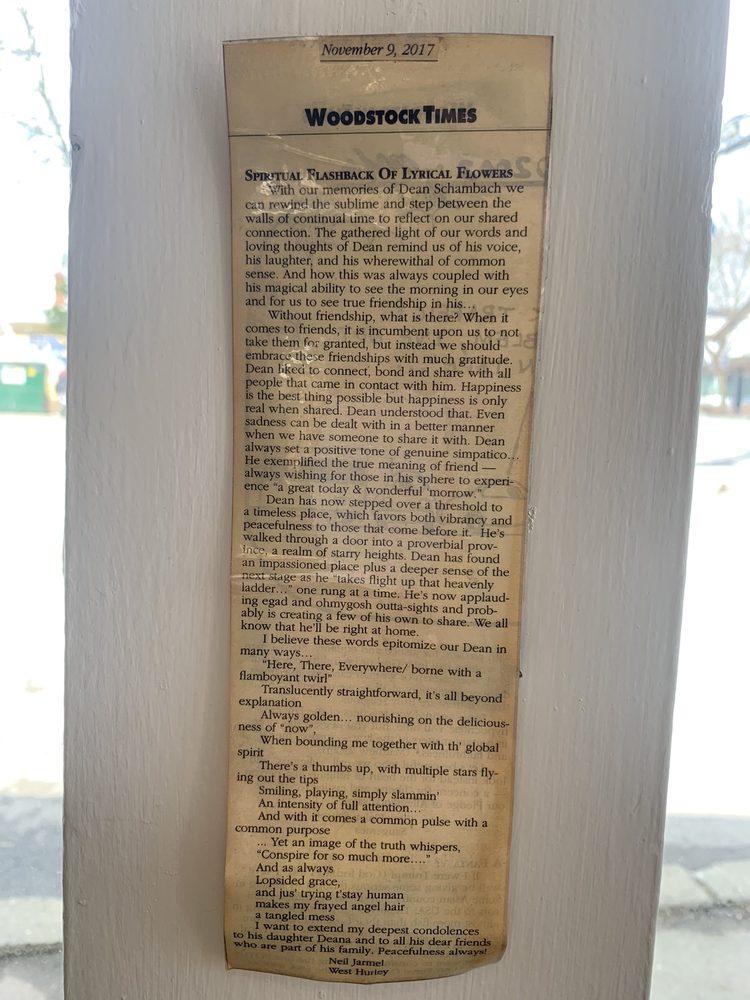 November 9, 2017
WOODSTOCK TIMES
SPIRITUAL FLASHBACK OF LYRICAL FLOWERS
With our memories of Dean Schambach we
can rewind the sublime and step between the
walls of continual time to reflect on our shared
connection. The gathered light of our words and
loving thoughts of Dean remind us of his voice,
his laughter, and his wherewithal of common
sense. And how this was always coupled with
his magical ability to see the morning in our eyes
and for us to see true friendship in his…
Without friendship, what is there? When it
comes to friends, it is incumbent upon us to not
take them for granted, but instead we should
embrace these friendships with much gratitude.
Dean liked to connect, bond and share with all
people that came in contact with him. Happiness
is the best thing possible but happiness is only
real when shared. Dean understood that. Even
sadness can be dealt with in a better manner
when we have someone to share it with. Dean
always set a positive tone of genuine simpatico…
He exemplified the true meaning of friend —
always wishing for those in his sphere to experi-
ence "a great today & wonderful 'morrow."
Dean has now stepped over a threshold to
a timeless place, which favors both vibrancy and
peacefulness to those that come before it. He's
walked through a door into a proverbial prov-
ince, a realm of starry heights. Dean has found
an impassioned place plus a deeper sense of the
next stage as he "takes flight up that heavenly
ladder…" one rung at a time. He's now applaud-
ing egad and ohmygosh outta-sights and prob-
ably is creating a few of his own to share. We all
know that he'll be right at home.
I believe these words epitomize our Dean in
many ways…
"Here, There, Everywhere/ borne with a
flamboyant twirl"
Translucently straightforward, it's all beyond
explanation
Always golden… nourishing on the delicious-
ness of "now",
When bounding me together with th' global
spirit
There's a thumbs up, with multiple stars fly-
ing out the tips
Smiling, playing, simply slammin'
An intensity of full attention…
And with it comes a common pulse with a
common purpose
... Yet an image of the truth whispers,
"Conspire for so much more…."
And as always
Lopsided grace,
and jus' trying t'stay human
makes my frayed angel hair
a tangled mess
I want to extend my deepest condolences
to his daughter Deana and to all his dear friends
who are part of his family. Peacefulness always!
Neil Jarmel
West Hurley